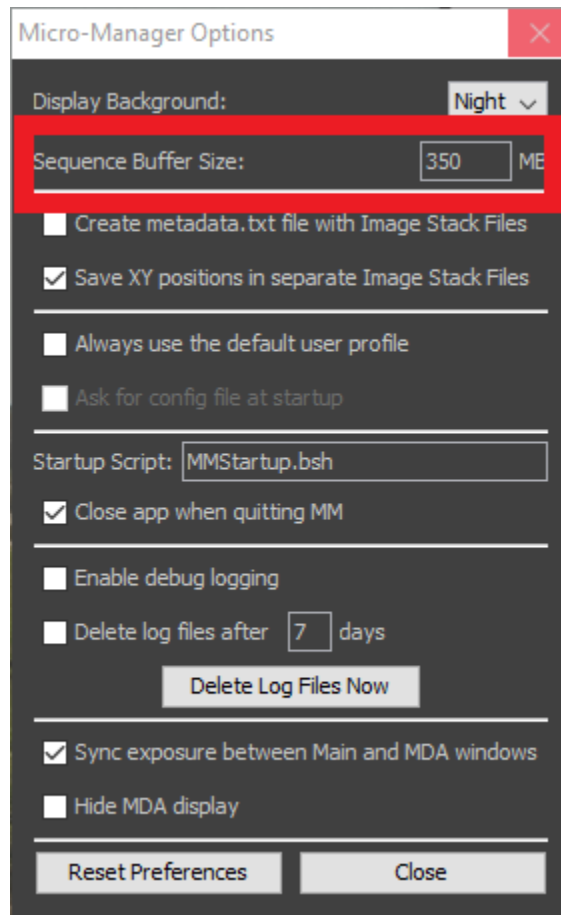 Micro-Manager Options
Display Background: Night
Sequence Buffer Size: 350 MB
Create metadata.txt file with Image Stack Files
Save XY positions in separate Image Stack Files
Always use the default user profile
Ask for config file at startup
Startup Script: MMStartup.bsh
Close app when quitting MM
Enable debug logging
Delete log files after 7 days
Delete Log Files Now
Sync exposure between Main and MDA windows
Hide MDA display
Reset Preferences Close